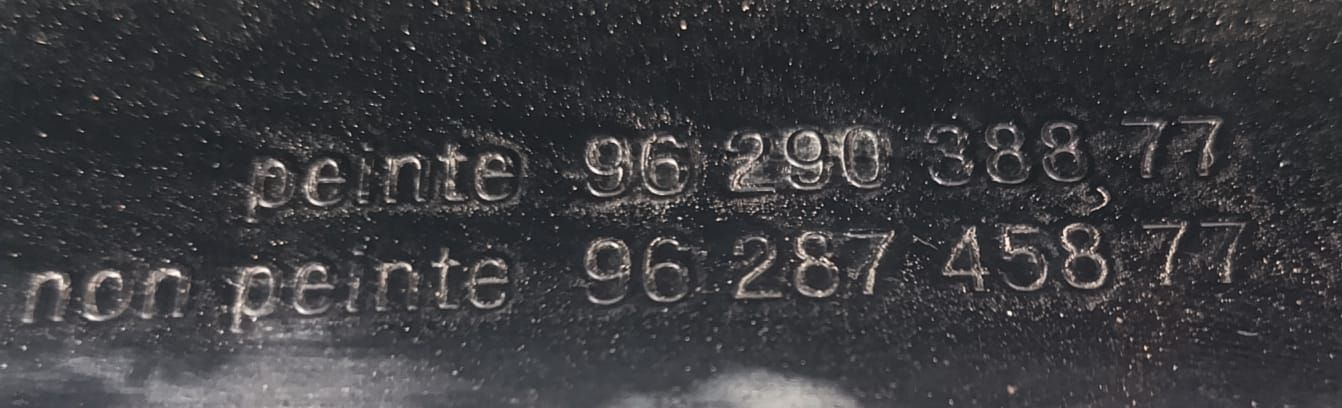 peinte 96 290 388 77
non peinte 96 287 458 77